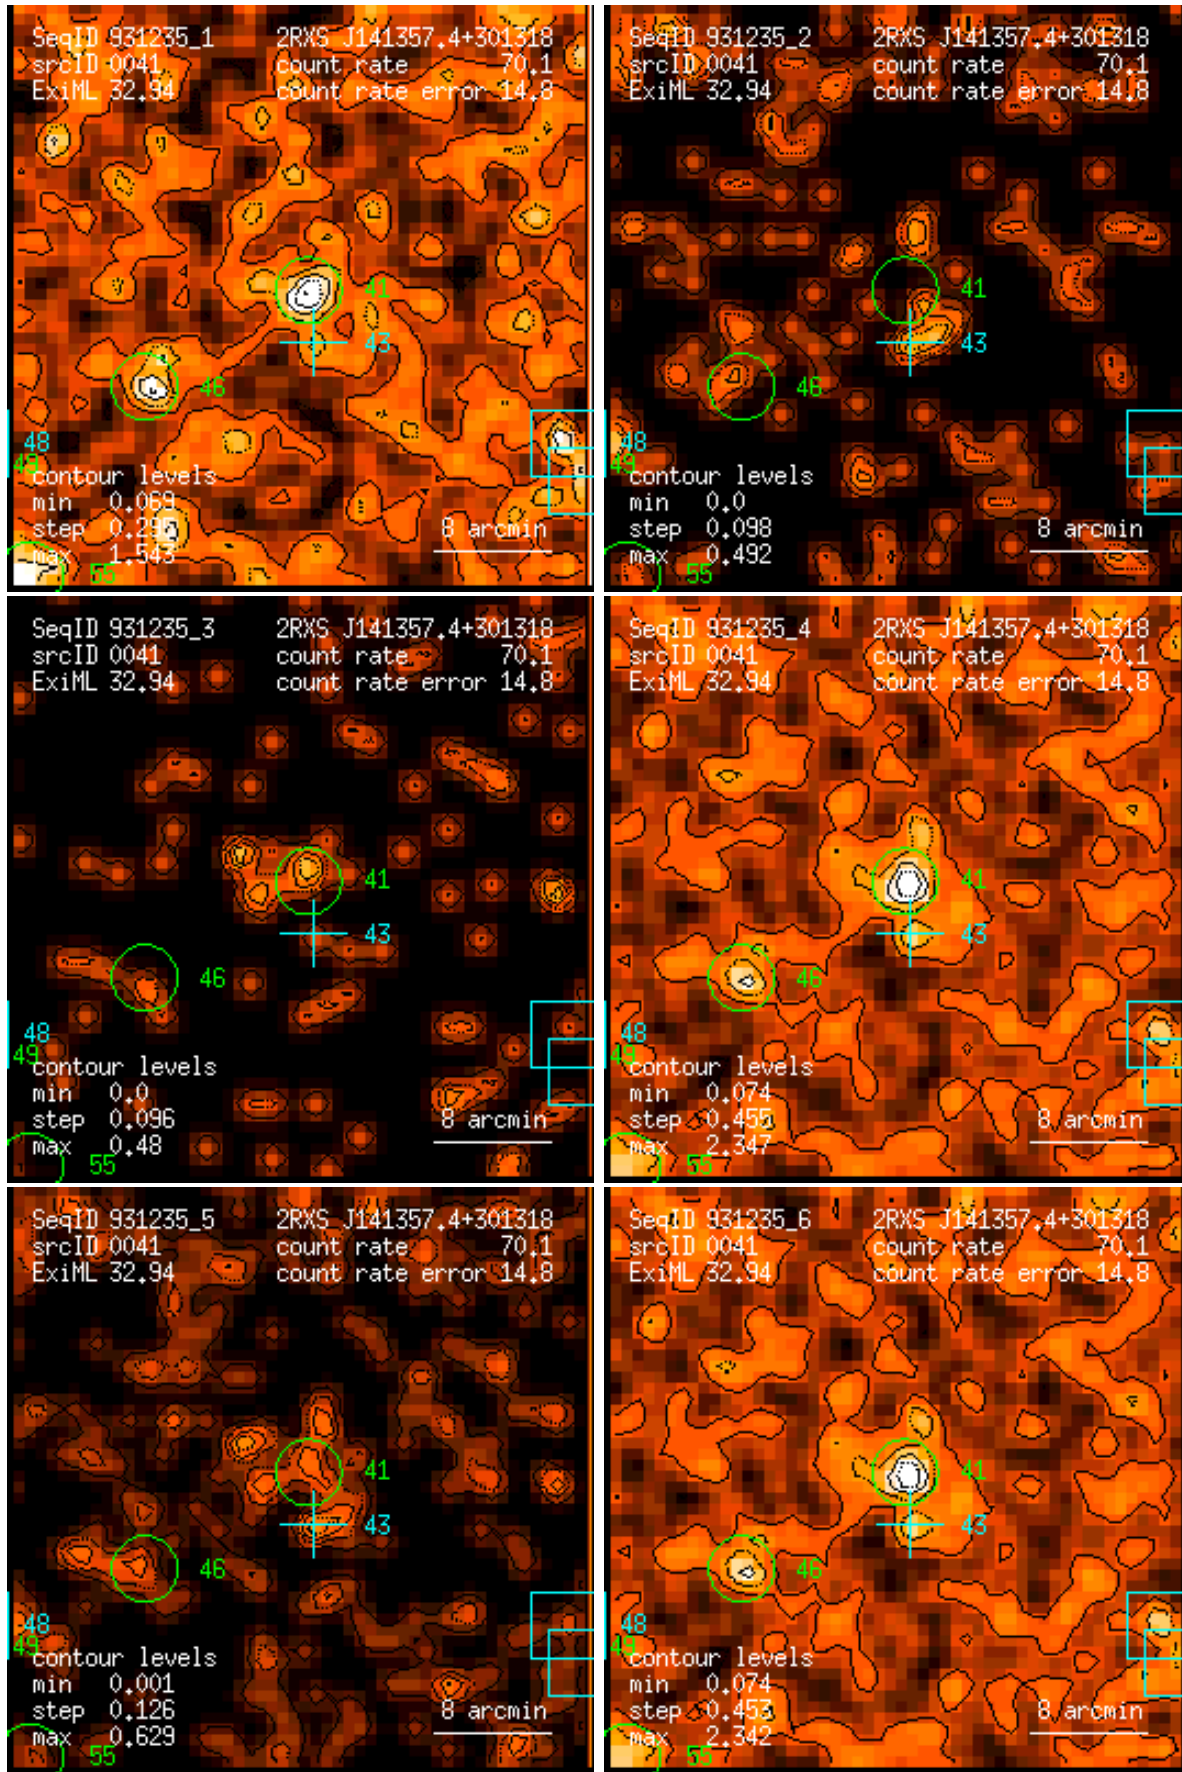 SeqID 931235_1 2RXS J141357.4+301318
srcID 0041 count rate 70.1
ExiML 32.94 count rate error 14.8
41
43
46
48
49
contour levels
min 0.069
step 0.295
8 arcmin
max 1.543
55
SeqID 931235_2 2RXS J141357.4+301318
srcID 0041 count rate 70.1
ExiML 32.94 count rate error 14.8
41
43
46
48
49
contour levels
min 0.0
step 0.098
8 arcmin
max 0.492
55
SeqID 931235_3 2RXS J141357.4+301318
srcID 0041 count rate 70.1
ExiML 32.94 count rate error 14.8
41
43
46
48
49
contour levels
min 0.0
step 0.096
8 arcmin
max 0.48
55
SeqID 931235_4 2RXS J141357.4+301318
srcID 0041 count rate 70.1
ExiML 32.94 count rate error 14.8
41
43
46
48
49
contour levels
min 0.074
step 0.455
8 arcmin
max 2.347
55
SeqID 931235_5 2RXS J141357.4+301318
srcID 0041 count rate 70.1
ExiML 32.94 count rate error 14.8
41
43
46
48
49
contour levels
min 0.001
step 0.126
8 arcmin
max 0.629
55
SeqID 931235_6 2RXS J141357.4+301318
srcID 0041 count rate 70.1
ExiML 32.94 count rate error 14.8
41
43
46
48
49
contour levels
min 0.074
step 0.453
8 arcmin
max 2.342
55